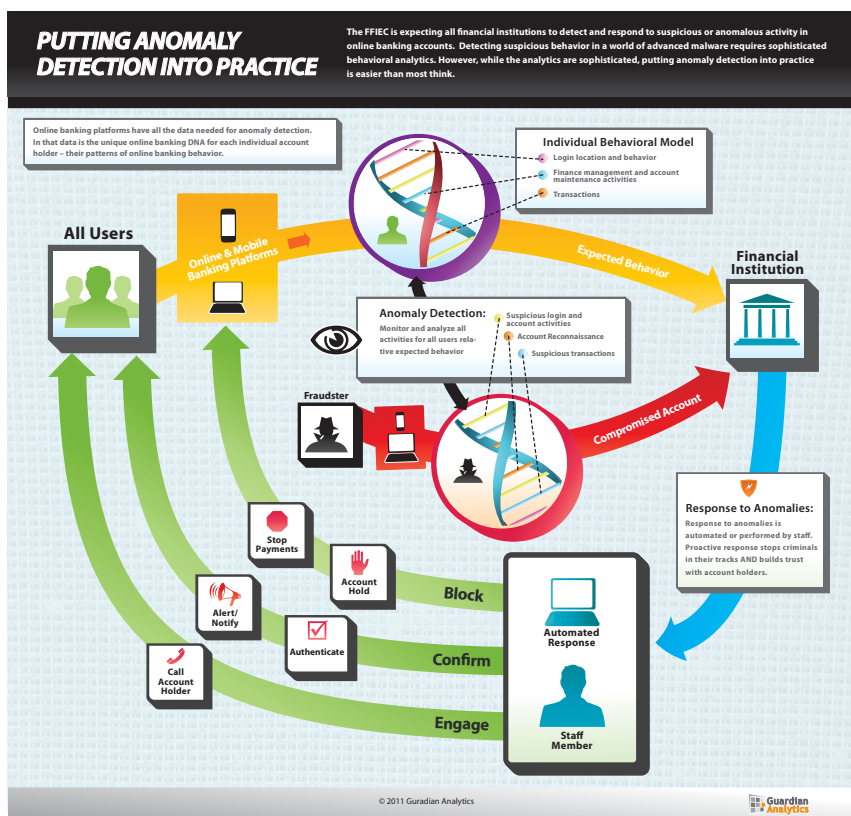 PUTTING ANOMALY
DETECTION INTO PRACTICE
The FFIEC is expecting all financial institutions to detect and respond to suspicious or anomalous activity in
online banking accounts. Detecting suspicious behavior in a world of advanced malware requires sophisticated
behavioral analytics. However, while the analytics are sophisticated, putting anomaly detection into practice
is easier than most think.
Online banking platforms have all the data needed for anomaly detection.
In that data is the unique online banking DNA for each individual account
holder – their patterns of online banking behavior.
Individual Behavioral Model
Login location and behavior
Finance management and account
maintenance activities
Transactions
All Users
Online & Mobile
Banking Platforms
Expected Behavior
Financial
Institution
Anomaly Detection:
Monitor and analyze all
activities for all users rela-
tive expected behavior
Suspicious login and
account activities
Account Reconnaissance
Suspicious transactions
Fraudster
Compromised Account
Response to Anomalies:
Response to anomalies is
automated or performed by staff.
Proactive response stops criminals
in their tracks AND builds trust
with account holders.
Stop
Payments
Account
Hold
Block
Alert/
Notify
Authenticate
Confirm
Call
Account
Holder
Engage
Automated
Response
Staff
Member
© 2011 Guradian Analytics
Guardian
Analytics